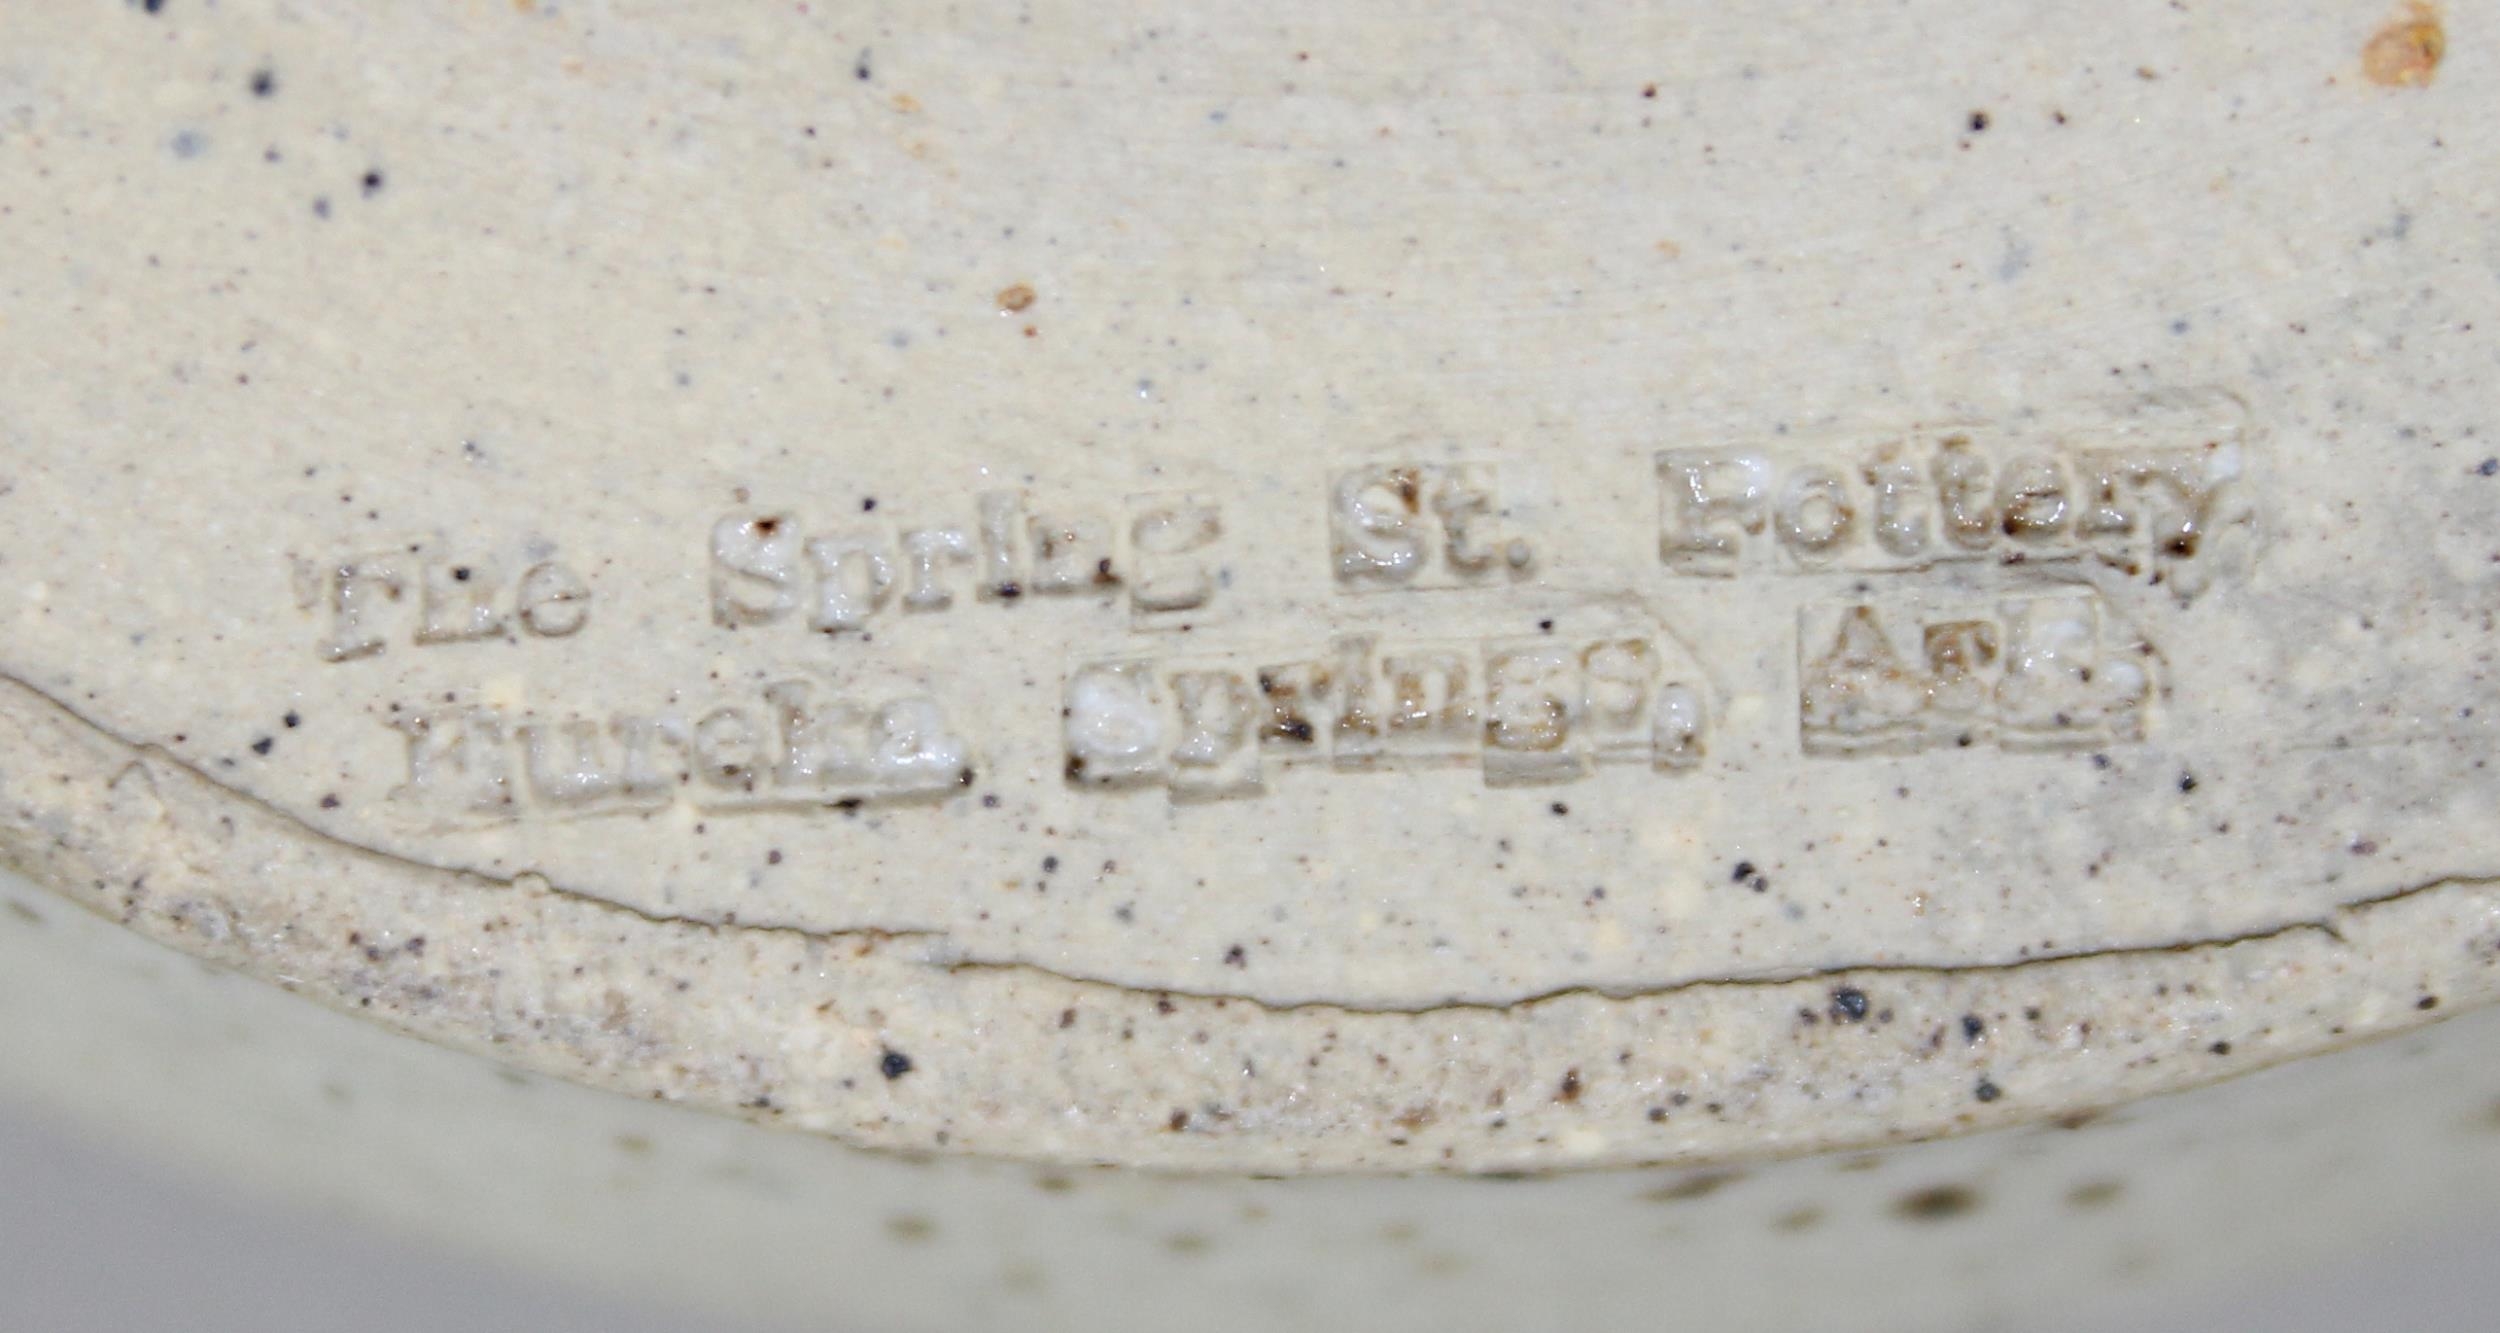 The Spring St. Pottery
Eureka Springs, Ark.